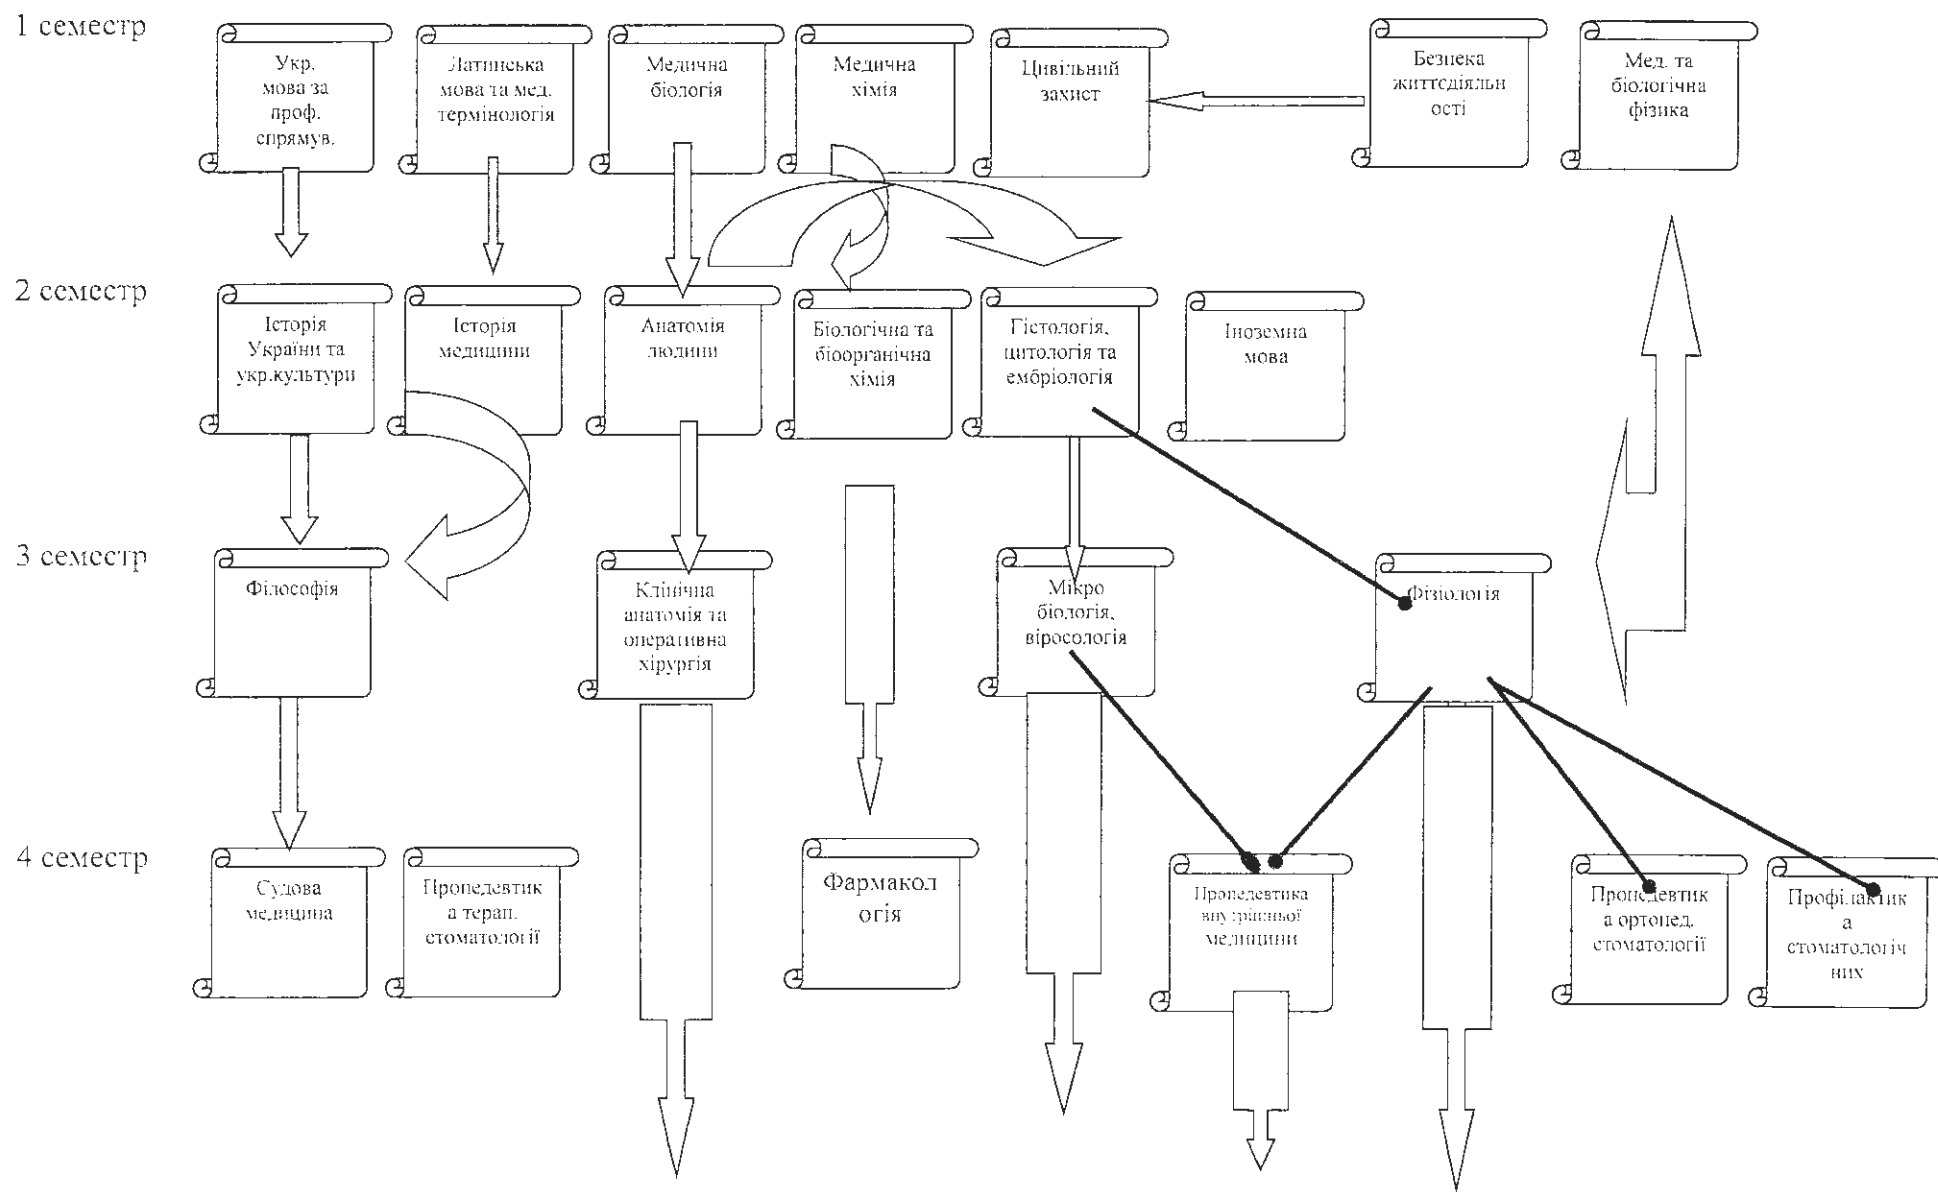 1 семестр
Укр.
мова за
проф.
спрямув.
Латинська
мова та мед.
термінологія
Медична
біологія
Медична
хімія
Цивільний
захист
Безпека
життєдіяльн
ості
Мед. та
біологічна
фізика
2 семестр
Історія
України та
укр.культури
Історія
медицини
Анатомія
людини
Біологічна та
біоорганічна
хімія
Гістологія,
цитологія та
ембріологія
Іноземна
мова
3 семестр
Філософія
Клінічна
анатомія та
оперативна
хірургія
Мікро
біологія,
віросологія
Фізіологія
4 семестр
Судова
медицина
Пропедевтик
а терап.
стоматології
Фармакол
огія
Пропедевтика
внутрішньої
медицини
Пропедевтик
а ортопед.
стоматології
Профілактик
а
стоматологіч
них